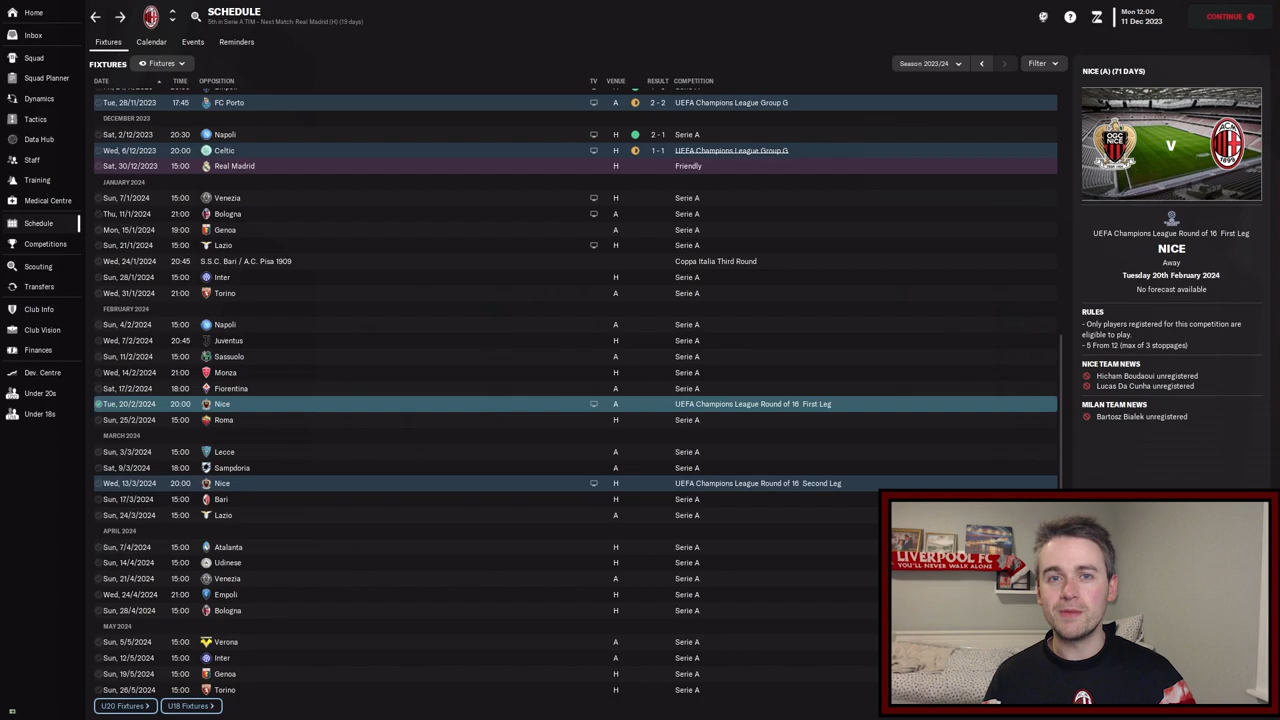 Home
Inbox
Squad
Squad Planner
Dynamics
Tactics
Data Hub
Staff
Training
Medical Centre
Schedule
Competitions
Scouting
Transfers
Club Info
Club Vision
Finances
Dev. Centre
Under 20s
Under 18s
SCHEDULE
5th in Serie A TIM - Next Match: Real Madrid (H) (19 days)
Mon 12:00
11 Dec 2023
CONTINUE
Fixtures Calendar Events Reminders
FIXTURES Fixtures Season 2023/24 Filter
DATE TIME OPPOSITION TV VENUE RESULT COMPETITION
Tue, 28/11/2023 17:45 FC Porto A 2 - 2 UEFA Champions League Group G
DECEMBER 2023
Sat, 2/12/2023 20:30 Napoli H 2 - 1 Serie A
Wed, 6/12/2023 20:00 Celtic H 1 - 1 UEFA Champions League Group G
Sat, 30/12/2023 15:00 Real Madrid H Friendly
JANUARY 2024
Sun, 7/1/2024 15:00 Venezia H Serie A
Thu, 11/1/2024 21:00 Bologna A Serie A
Mon, 15/1/2024 19:00 Genoa A Serie A
Sun, 21/1/2024 20:45 Lazio H Serie A
Wed, 24/1/2024 20:45 S.S.C. Bari / A.C. Pisa 1909 Coppa Italia Third Round
Sun, 28/1/2024 15:00 Inter H Serie A
Wed, 31/1/2024 21:00 Torino A Serie A
FEBRUARY 2024
Sun, 4/2/2024 15:00 Napoli A Serie A
Wed, 7/2/2024 20:45 Juventus H Serie A
Sun, 11/2/2024 15:00 Sassuolo A Serie A
Wed, 14/2/2024 21:00 Monza H Serie A
Sat, 17/2/2024 18:00 Fiorentina A Serie A
Tue, 20/2/2024 20:00 Nice A UEFA Champions League Round of 16 First Leg
Sun, 25/2/2024 15:00 Roma H Serie A
MARCH 2024
Sun, 3/3/2024 15:00 Lecce A Serie A
Sat, 9/3/2024 18:00 Sampdoria H Serie A
Wed, 13/3/2024 20:00 Nice H UEFA Champions League Round of 16 Second Leg
Sun, 17/3/2024 15:00 Bari H Serie A
Sun, 24/3/2024 15:00 Lazio A Serie A
APRIL 2024
Sun, 7/4/2024 15:00 Atalanta H Serie A
Sun, 14/4/2024 15:00 Udinese H Serie A
Sun, 21/4/2024 15:00 Venezia A Serie A
Wed, 24/4/2024 21:00 Empoli H Serie A
Sun, 28/4/2024 15:00 Bologna H Serie A
MAY 2024
Sun, 5/5/2024 15:00 Verona A Serie A
Sun, 12/5/2024 15:00 Inter A Serie A
Sun, 19/5/2024 15:00 Genoa H Serie A
Sun, 26/5/2024 15:00 Torino H Serie A
U20 Fixtures > U18 Fixtures >
NICE (A) (71 DAYS)
OGC NICE V ACM 1899
UEFA Champions League Round of 16 First Leg
NICE
Away
Tuesday 20th February 2024
No forecast available
RULES
- Only players registered for this competition are
eligible to play.
- 5 From 12 (max of 3 stoppages)
NICE TEAM NEWS
Hicham Boudaoui unregistered
Lucas Da Cunha unregistered
MILAN TEAM NEWS
Bartosz Bialek unregistered
LIVERPOOL FC
YOU'LL NEVER WALK ALONE